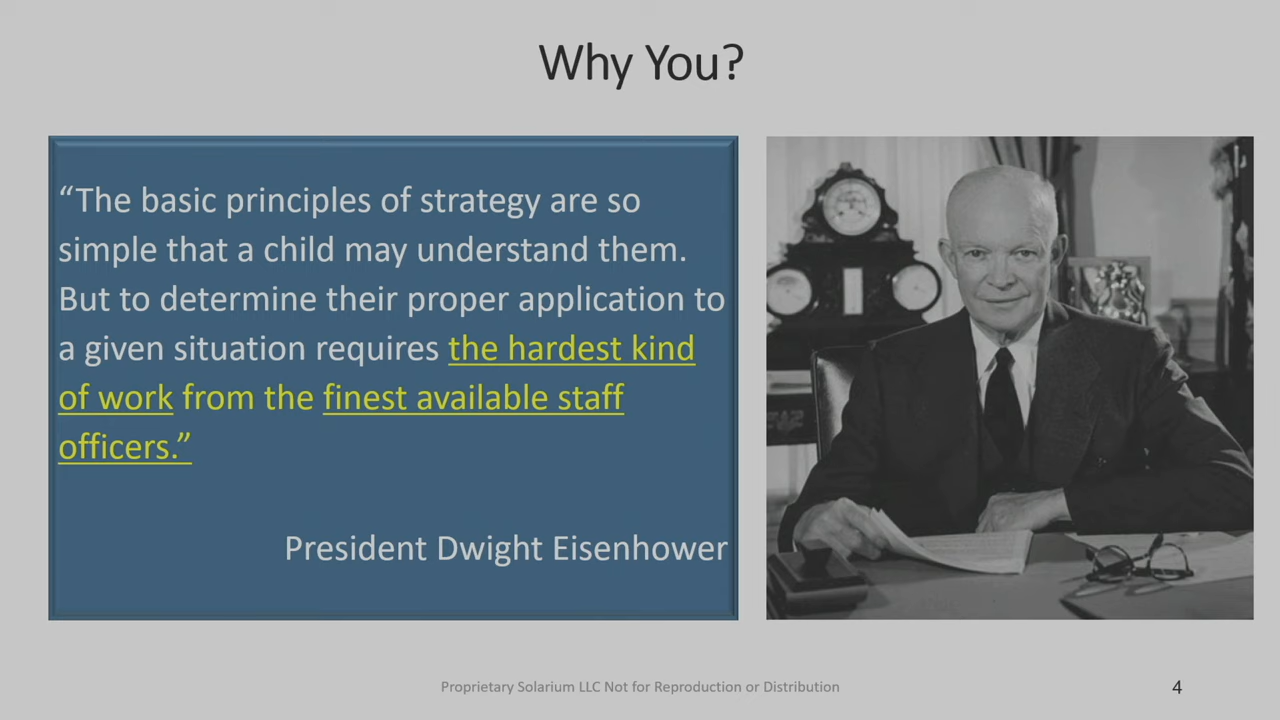 Why You?
“The basic principles of strategy are so
simple that a child may understand them.
But to determine their proper application to
a given situation requires the hardest kind
of work from the finest available staff
officers.”
President Dwight Eisenhower
Proprietary Solarium LLC Not for Reproduction or Distribution
4